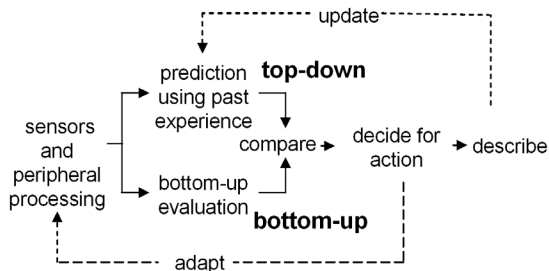 update
prediction
using past
experience
top-down
sensors
and
peripheral
processing
compare
decide for
action
describe
bottom-up
evaluation
bottom-up
adapt